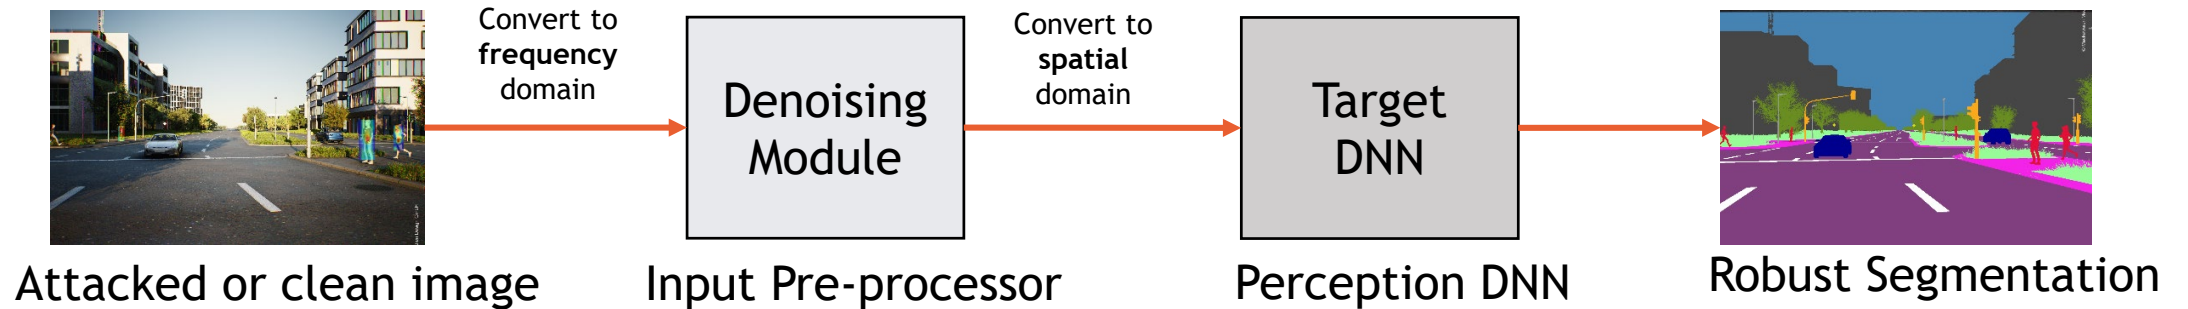 Convert to
frequency
domain
Convert to
spatial
domain
Denoising
Module
Target
DNN
Attacked or clean image
Input Pre-processor
Perception DNN
Robust Segmentation